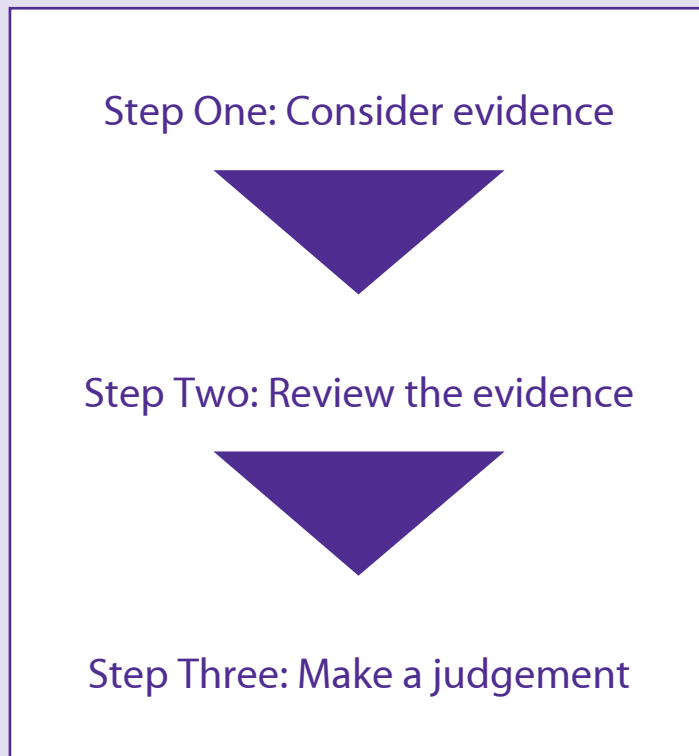 Step One: Consider evidence
Step Two: Review the evidence
Step Three: Make a judgement